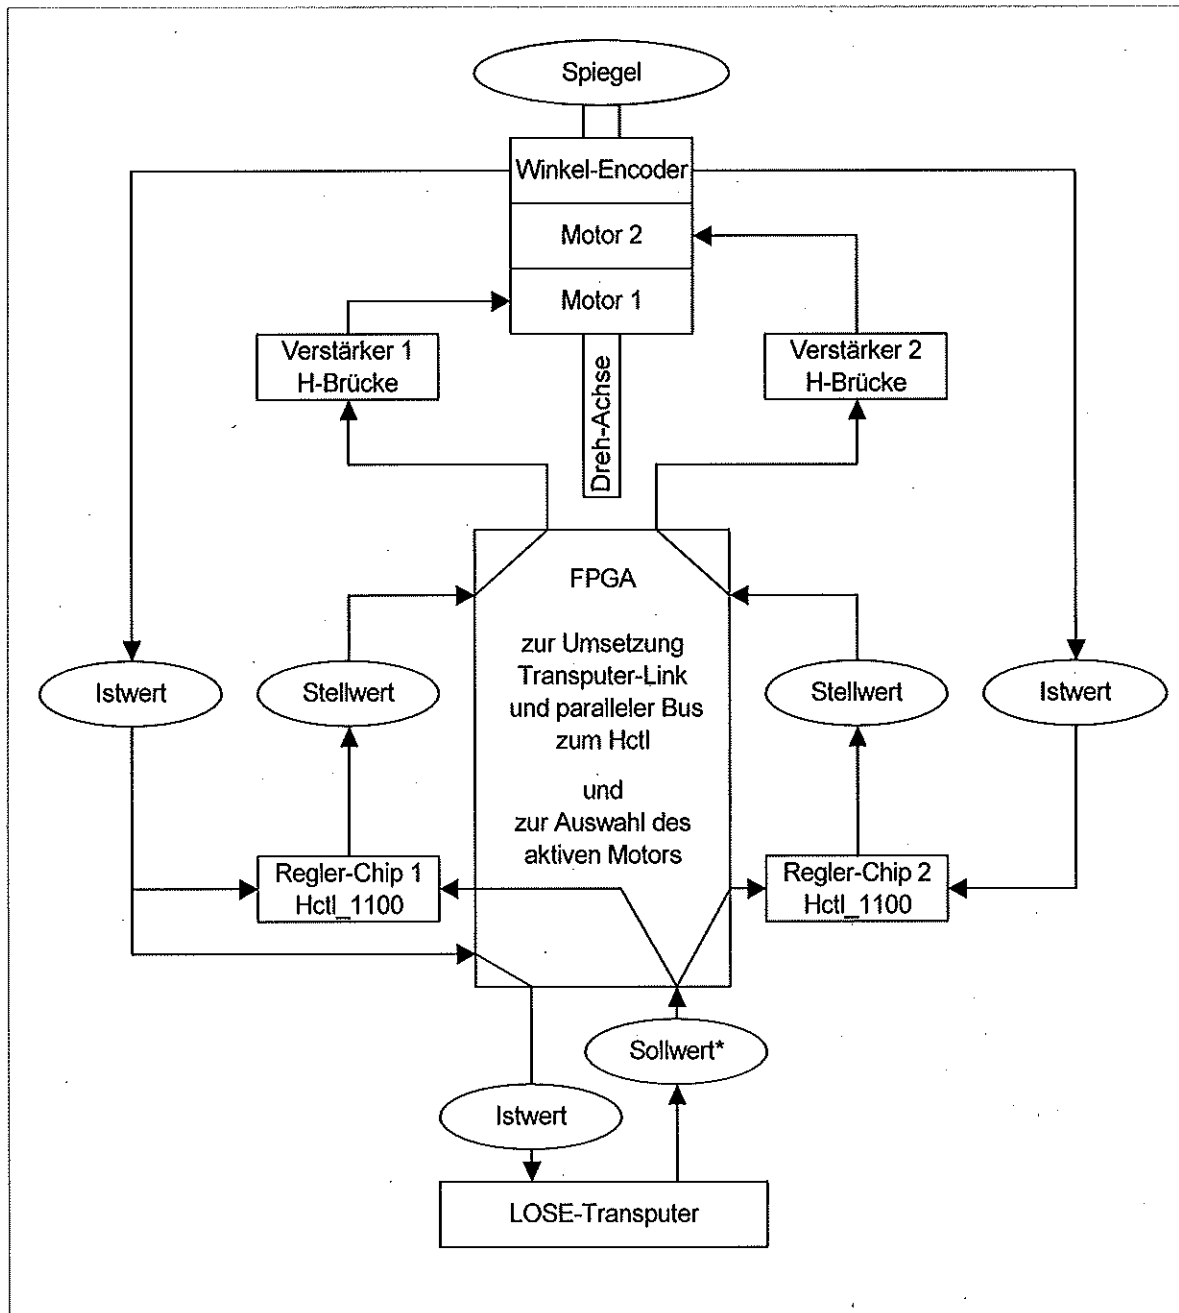 Spiegel
Winkel-Encoder
Motor 2
Motor 1
Verstärker 1
H-Brücke
Verstärker 2
H-Brücke
Dreh-Achse
FPGA
zur Umsetzung
Transputer-Link
und paralleler Bus
zum Hctl
und
zur Auswahl des
aktiven Motors
Istwert
Stellwert
Stellwert
Istwert
Regler-Chip 1
Hctl_1100
Regler-Chip 2
Hctl_1100
Sollwert*
Istwert
LOSE-Transputer